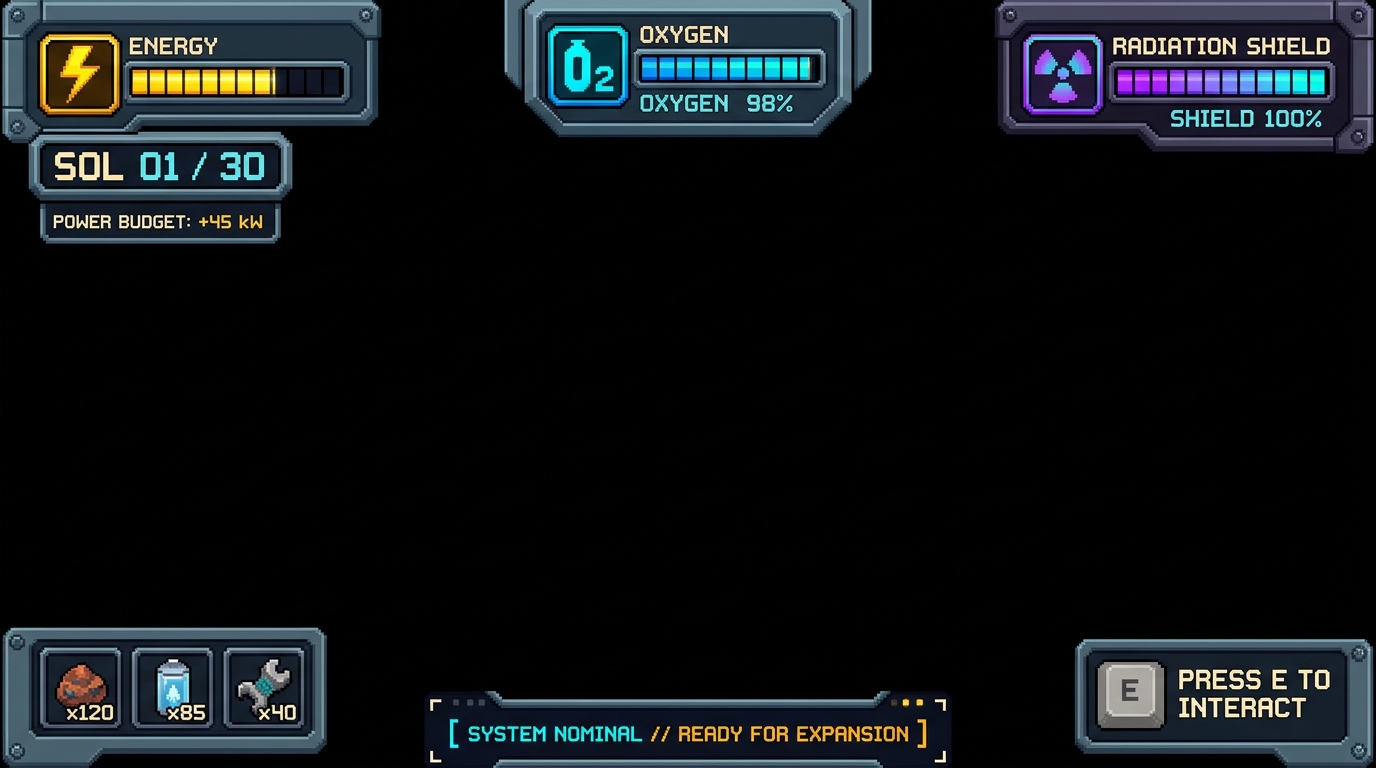 ENERGY
O2
OXYGEN
OXYGEN 98%
RADIATION SHIELD
SHIELD 100%
SOL 01 / 30
POWER BUDGET: +45 kW
x120
x85
x40
[ SYSTEM NOMINAL // READY FOR EXPANSION ]
E
PRESS E TO
INTERACT